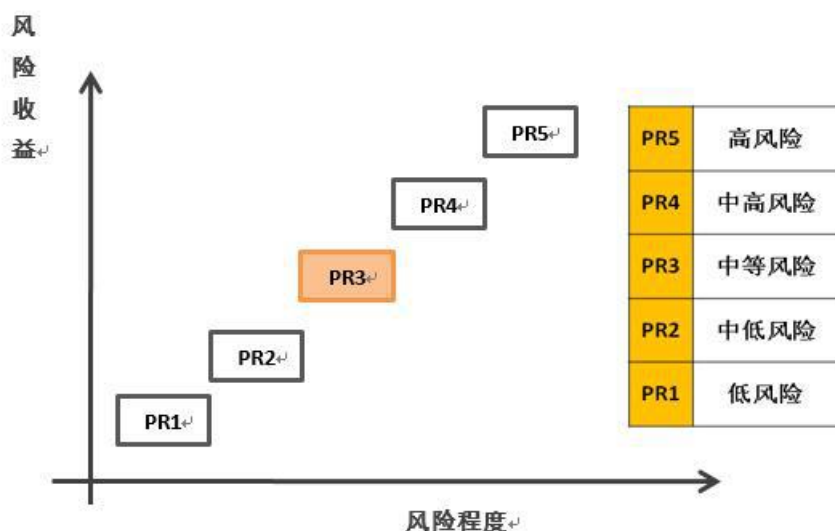 风
险
收
益
PR5
PR4
PR3
PR2
PR1
风险程度
PR5 高风险
PR4 中高风险
PR3 中等风险
PR2 中低风险
PR1 低风险